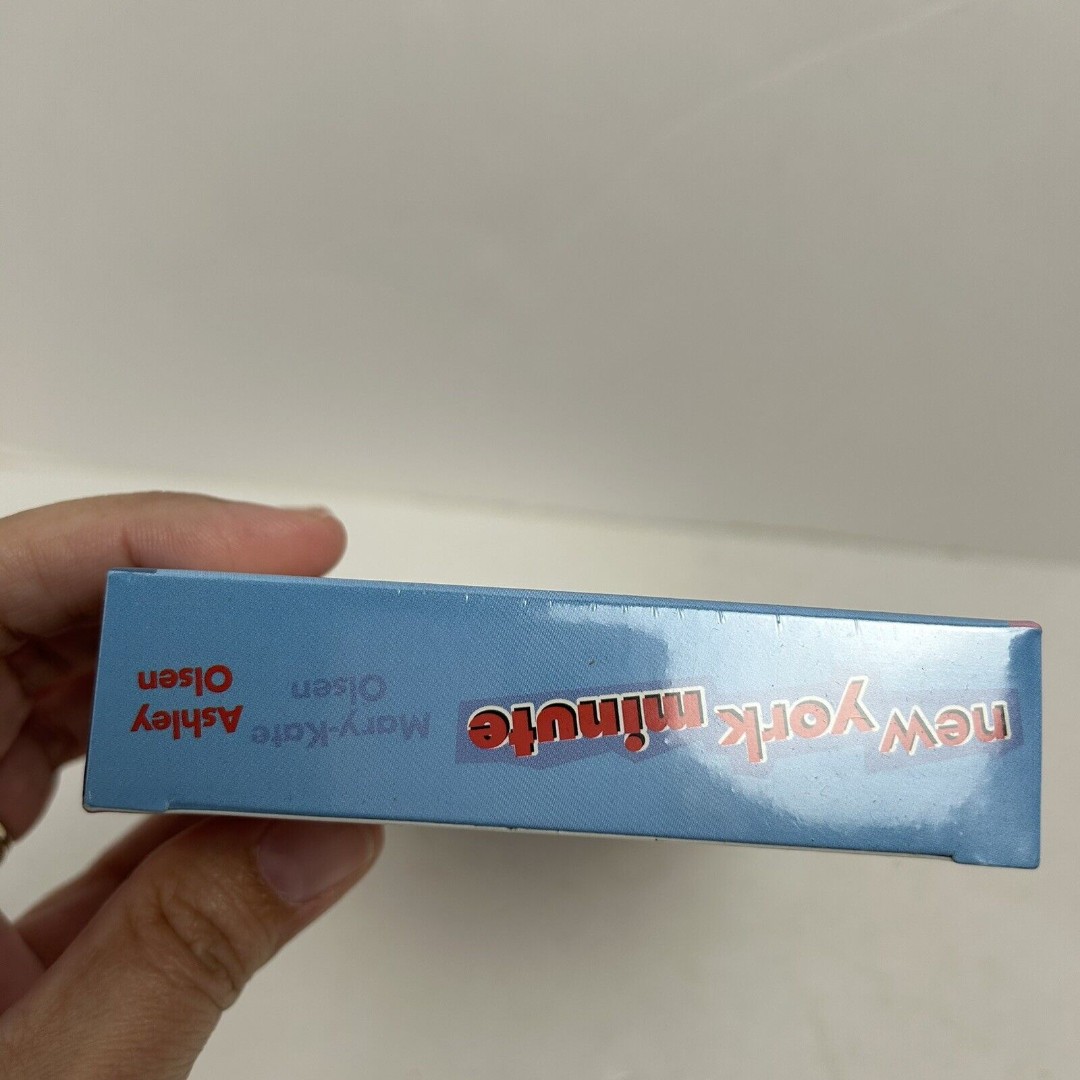 new york minute
Mary-Kate
Olsen
Ashley
Olsen